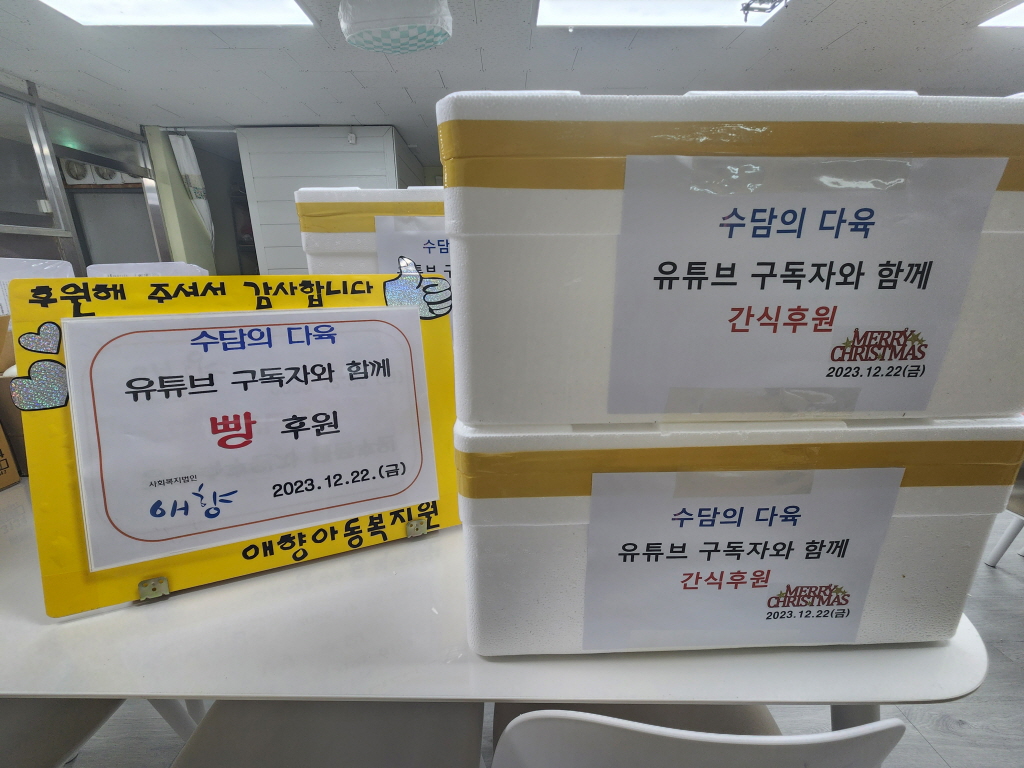 후원해 주셔서 감사합니다
수담의 다육
유튜브 구독자와 함께
빵 후원
사회복지법인
애향
2023.12.22.(금)
애향아동복지원
수담
수담의 다육
유튜브 구독자와 함께
간식후원
MERRY
CHRISTMAS
2023.12.22(금)
수담의 다육
유튜브 구독자와 함께
간식후원
MERRY
CHRISTMAS
2023.12.22(금)